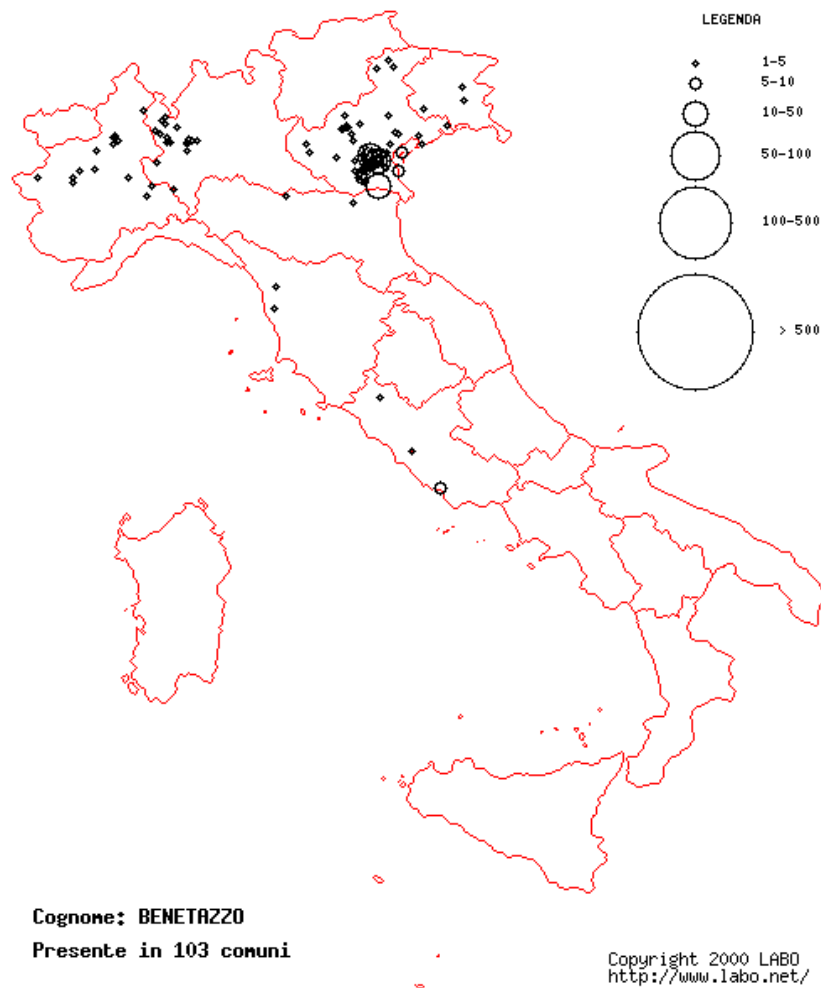 LEGENDA
1-5
5-10
10-50
50-100
100-500
> 500
Cognome: BENETAZZO
Presente in 103 comuni
Copyright 2000 LABO
http://www.labo.net/